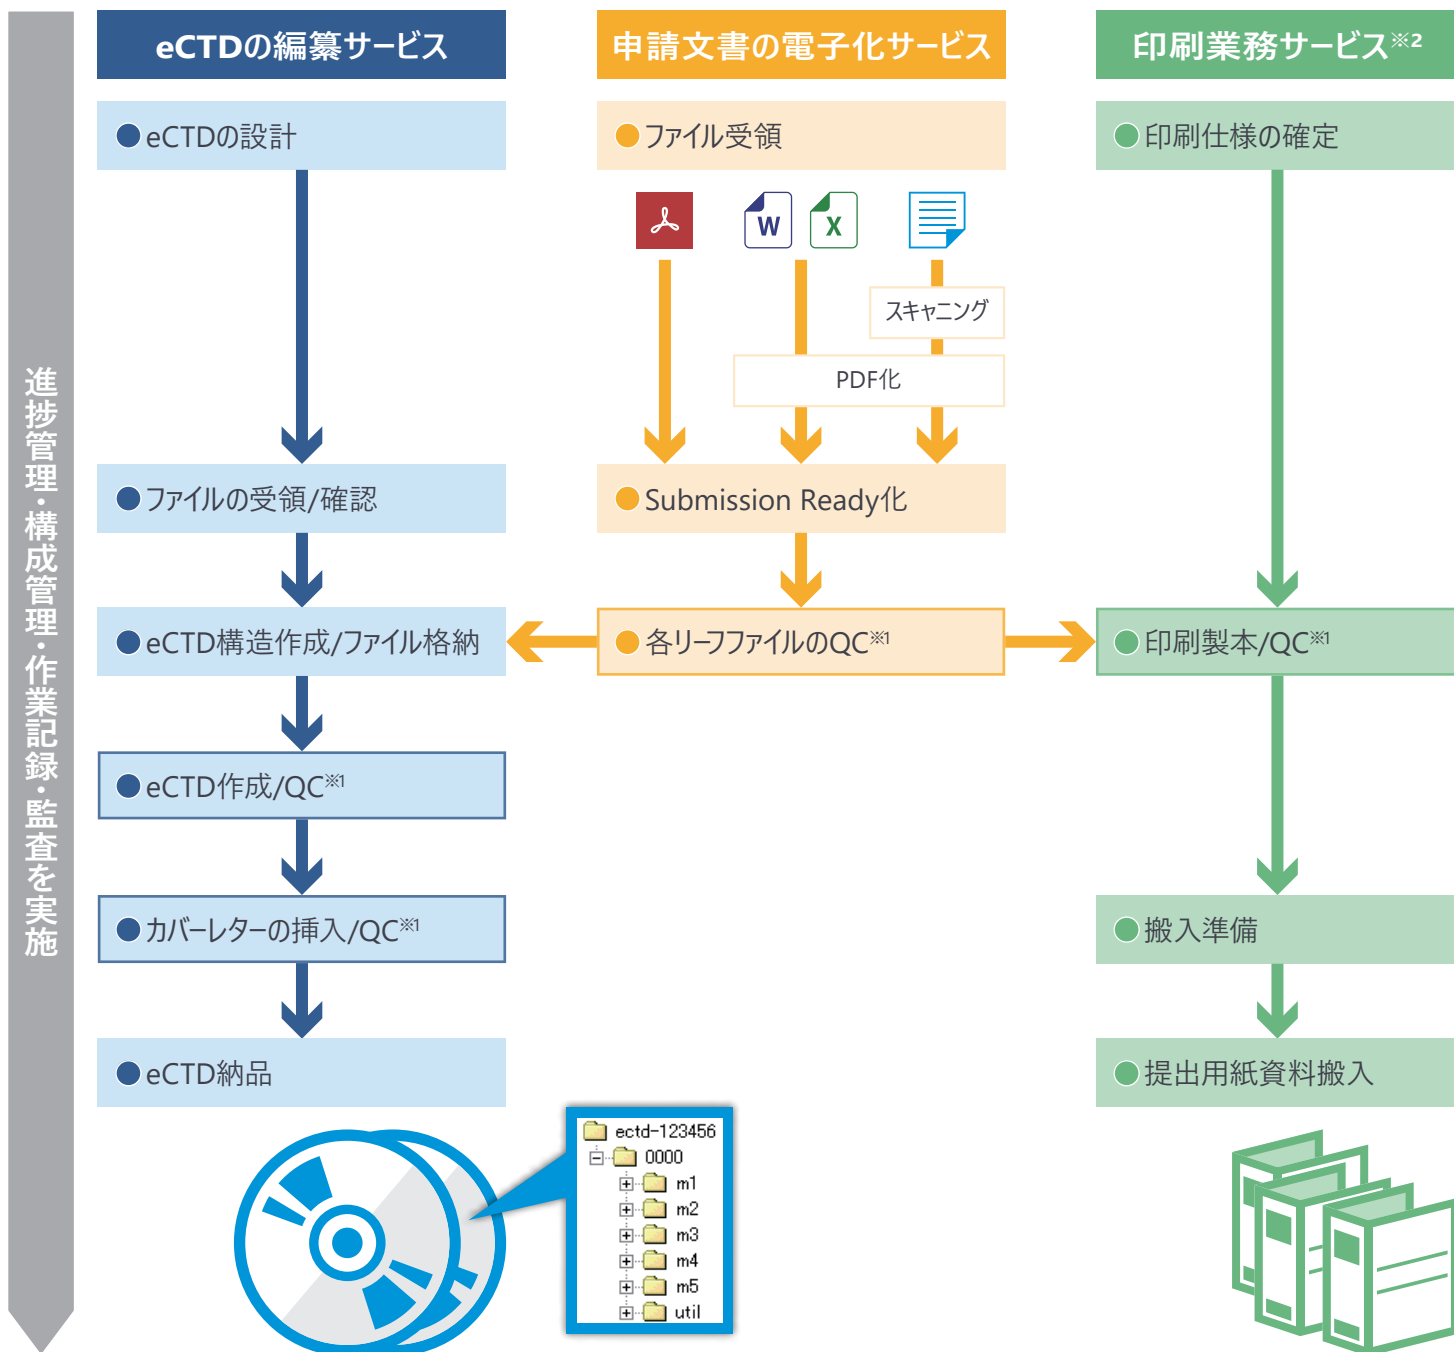 進捗管理・構成管理・作業記録・監査を実施
eCTDの編纂サービス
eCTDの設計
ファイルの受領/確認
eCTD構造作成/ファイル格納
eCTD作成/QC※1
カバーレターの挿入/QC※1
eCTD納品
ectd-123456
0000
m1
m2
m3
m4
m5
util
申請文書の電子化サービス
ファイル受領
W
X
スキャニング
PDF化
Submission Ready化
各リーフファイルのQC※1
印刷業務サービス※2
印刷仕様の確定
印刷製本/QC※1
搬入準備
提出用紙資料搬入